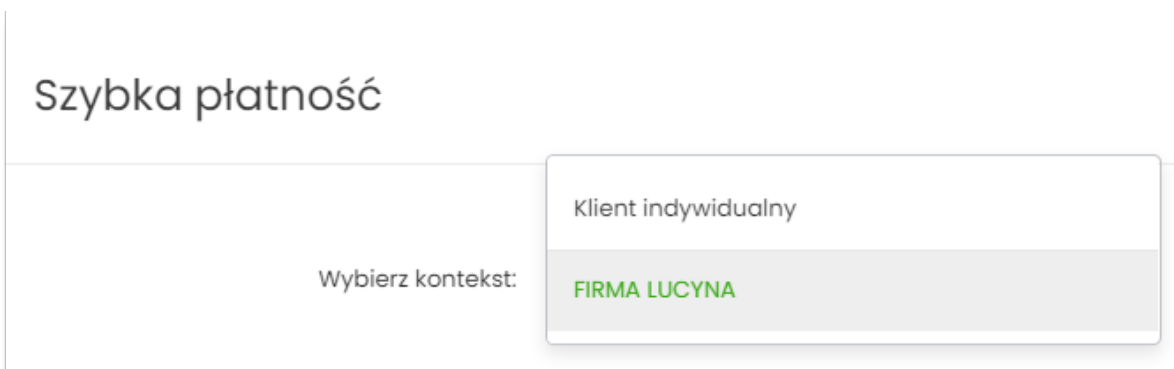 Szybka płatność
Klient indywidualny
Wybierz kontekst:
FIRMA LUCYNA